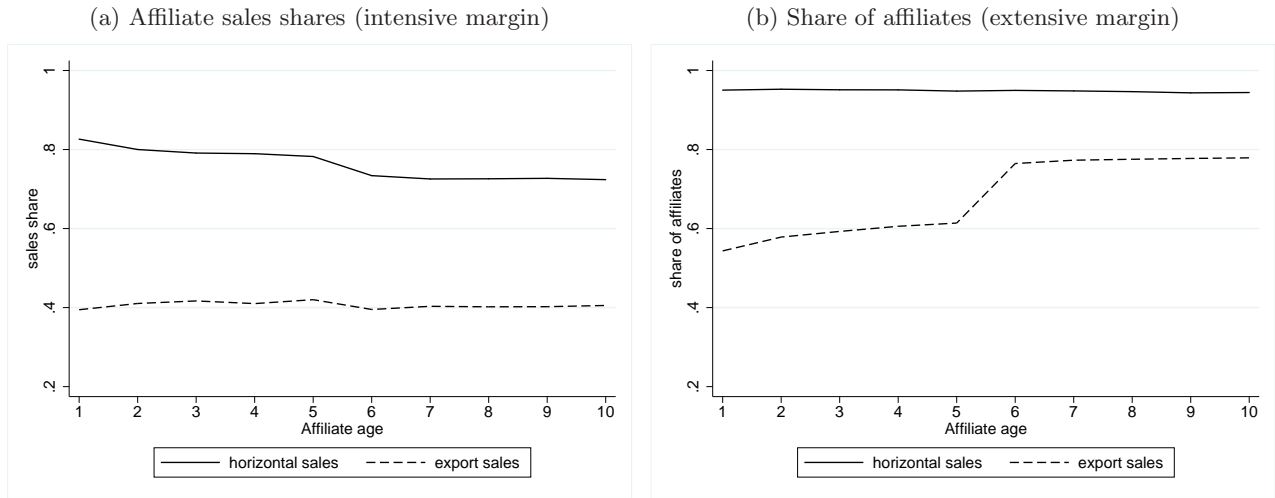 (a) Affiliate sales shares (intensive margin)
sales share
1
.8
.6
.4
.2
1 2 3 4 5 6 7 8 9 10
Affiliate age
horizontal sales export sales
(b) Share of affiliates (extensive margin)
share of affiliates
1
.8
.6
.4
.2
1 2 3 4 5 6 7 8 9 10
Affiliate age
horizontal sales export sales